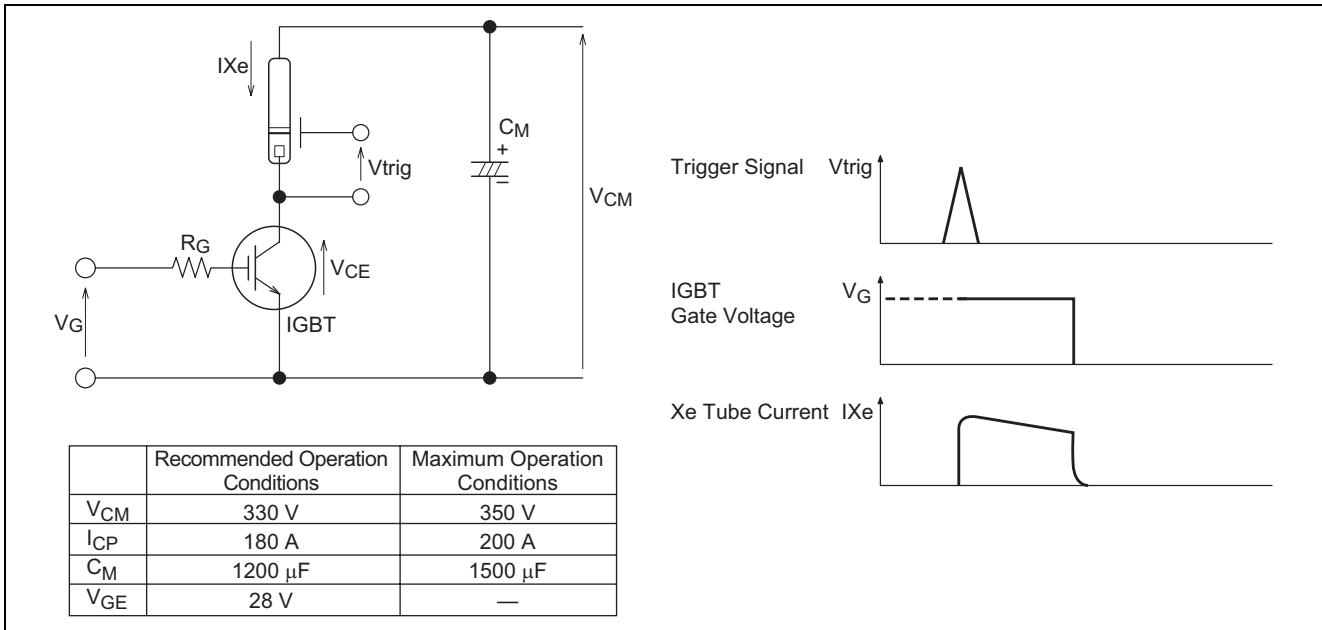 IXe
Vtrig
CM
VCM
RG
VCE
VG
IGBT
Trigger Signal Vtrig
IGBT
Gate Voltage
VG
Xe Tube Current IXe
Recommended Operation
Conditions
Maximum Operation
Conditions
VCM 330 V 350 V
ICP 180 A 200 A
CM 1200 μF 1500 μF
VGE 28 V —